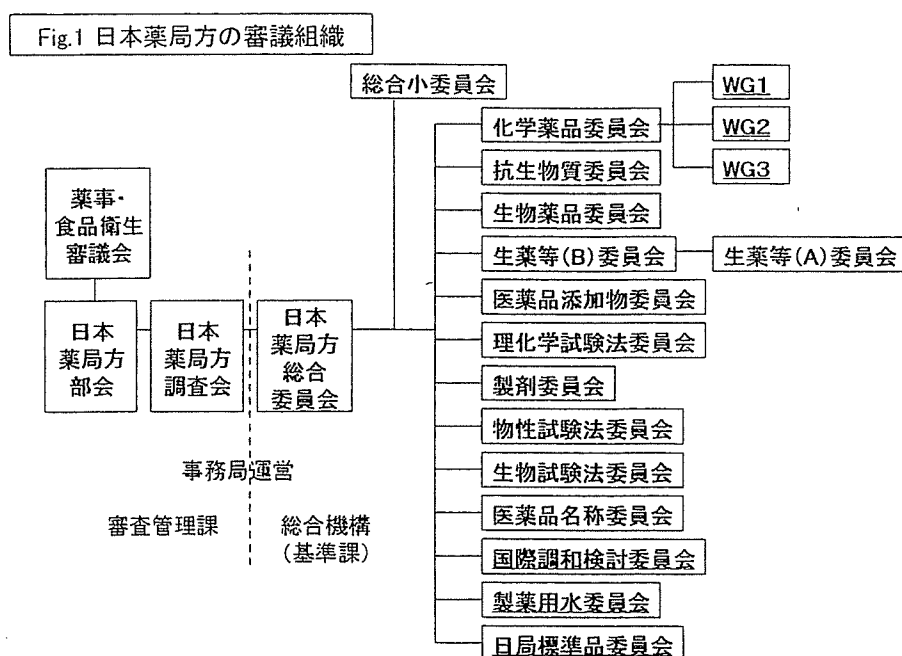 Fig.1 日本薬局方の審議組織
総合小委員会
化学薬品委員会
WG1
WG2
WG3
抗生物質委員会
生物薬品委員会
生薬等(B)委員会
生薬等(A)委員会
医薬品添加物委員会
理化学試験法委員会
製剤委員会
物性試験法委員会
生物試験法委員会
医薬品名称委員会
国際調和検討委員会
製薬用水委員会
日局標準品委員会
薬事・
食品衛生
審議会
日本
薬局方
部会
日本
薬局方
調査会
日本
薬局方
総合
委員会
事務局運営
審査管理課
総合機構
(基準課)